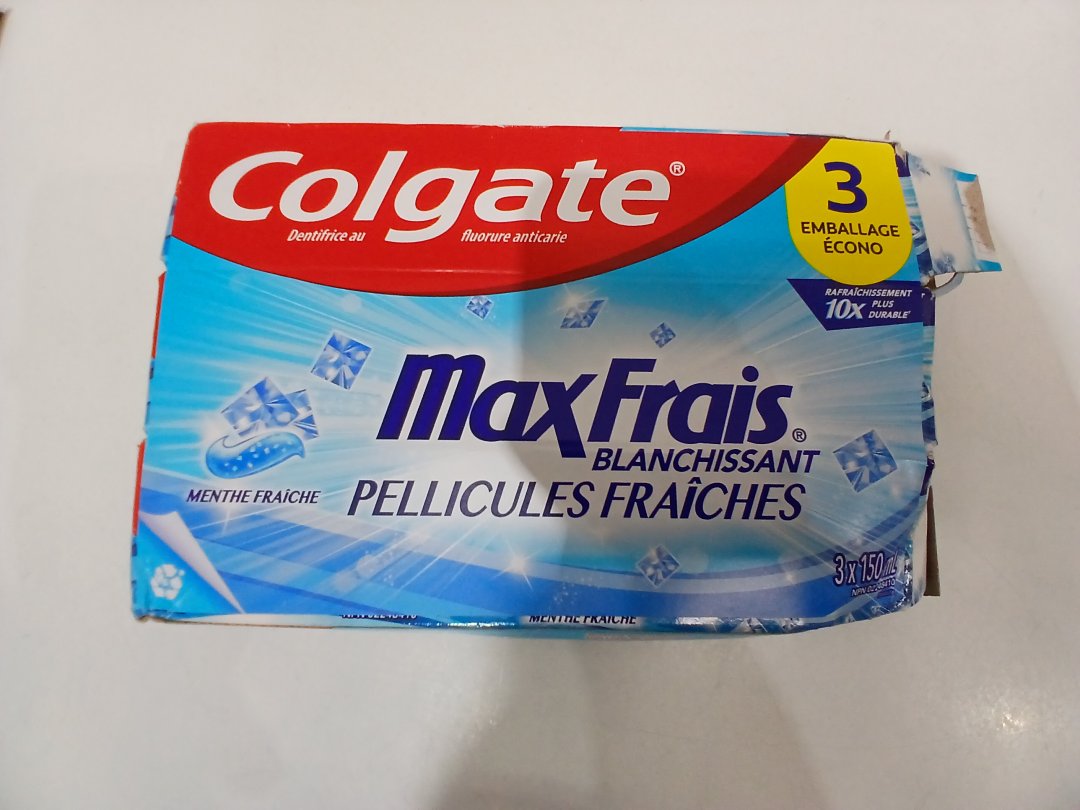 Colgate®
Dentifrice au fluorure anticarie
3
EMBALLAGE
ÉCONO
RAFRAÎCHISSEMENT
10x PLUS
DURABLE
MaxFrais®
BLANCHISSANT
PELLICULES FRAÎCHES
MENTHE FRAÎCHE
3 x 150 mL
MENTHE FRAÎCHE